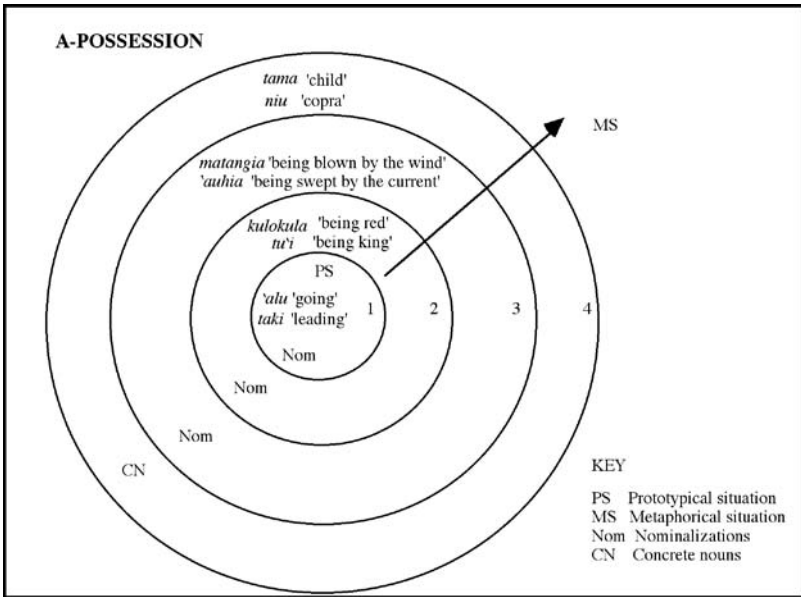 A-POSSESSION
tama 'child'
niu 'copra'
MS
matangia 'being blown by the wind'
'auhia 'being swept by the current'
kulokula 'being red'
tu'i 'being king'
PS
'alu 'going'
taki 'leading'
1 2 3 4
Nom
Nom
Nom
CN
KEY
PS Prototypical situation
MS Metaphorical situation
Nom Nominalizations
CN Concrete nouns